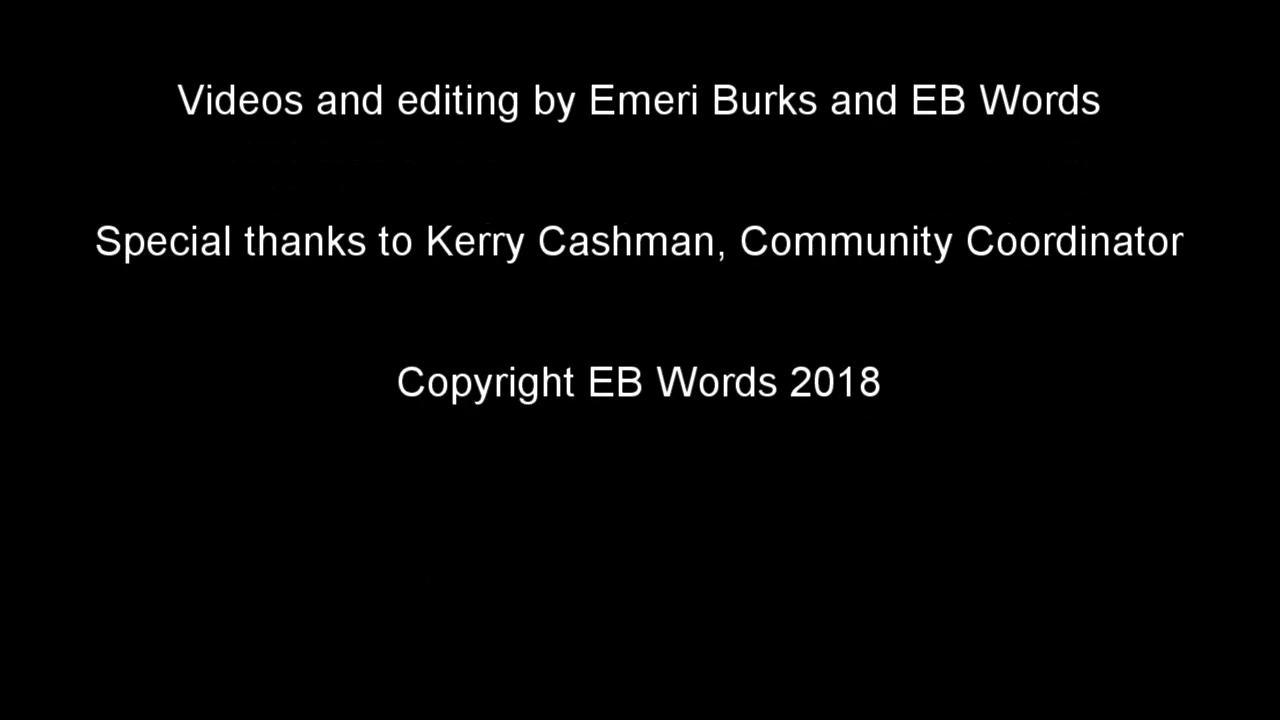 Videos and editing by Emeri Burks and EB Words
Special thanks to Kerry Cashman, Community Coordinator
Copyright EB Words 2018